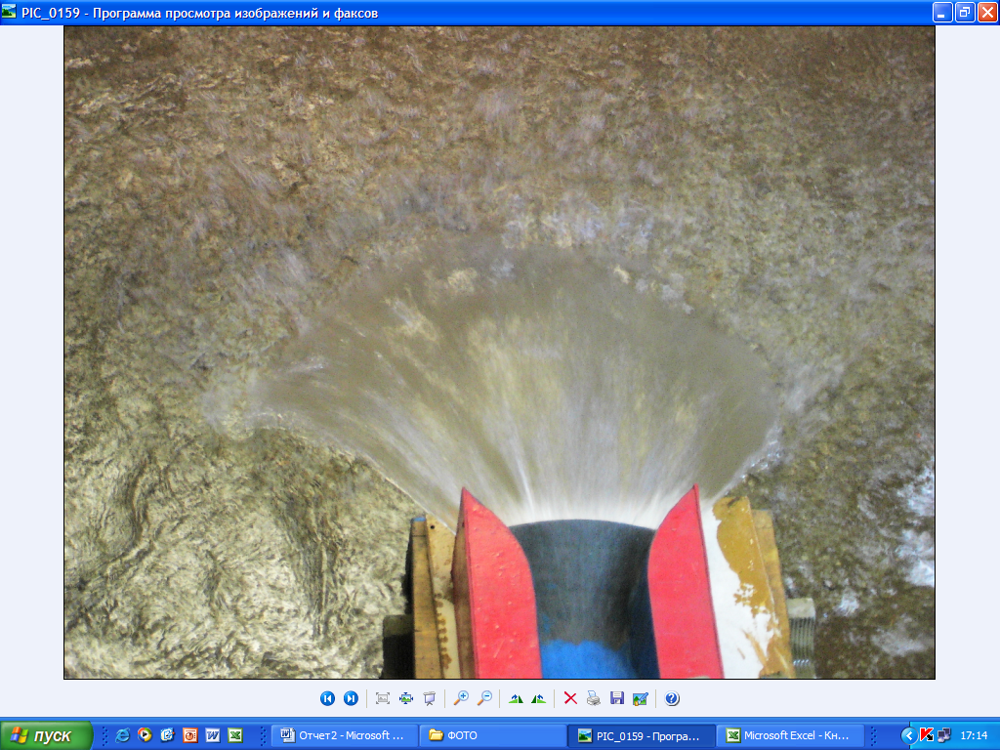 PIC_0159 - Программа просмотра изображений и факсов
пуск
Отчет2 - Microsoft ...
ФОТО
PIC_0159 - Програ...
Microsoft Excel - Кн...
17:14